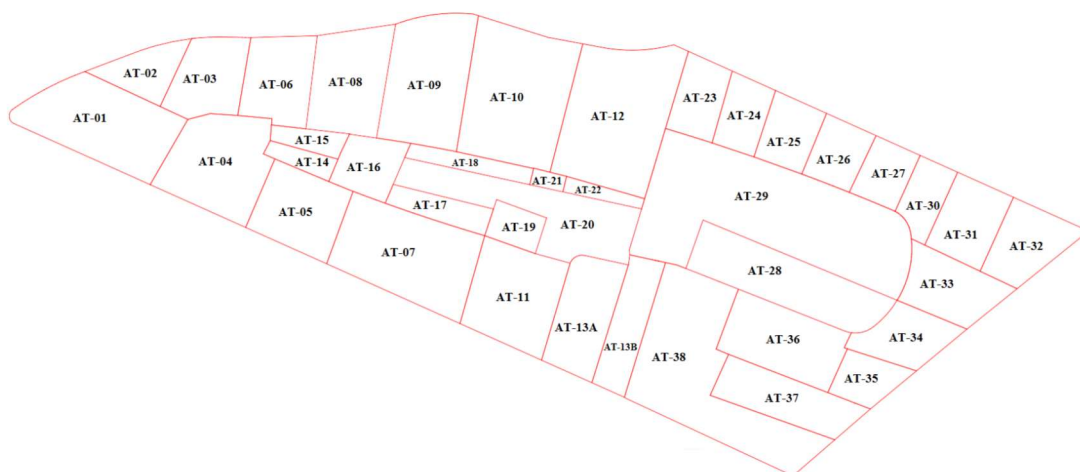 AT-01
AT-02
AT-03
AT-04
AT-05
AT-06
AT-07
AT-08
AT-09
AT-10
AT-11
AT-12
AT-13A
AT-13B
AT-14
AT-15
AT-16
AT-17
AT-18
AT-19
AT-20
AT-21
AT-22
AT-23
AT-24
AT-25
AT-26
AT-27
AT-28
AT-29
AT-30
AT-31
AT-32
AT-33
AT-34
AT-35
AT-36
AT-37
AT-38